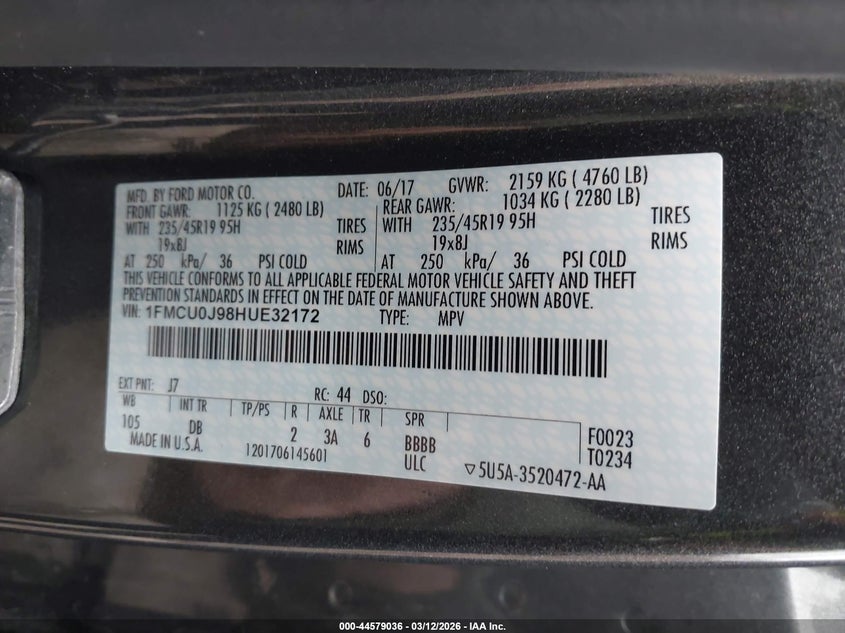 MFD. BY FORD MOTOR CO. DATE: 06/17 GVWR: 2159 KG ( 4760 LB)
FRONT GAWR: 1125 KG ( 2480 LB) REAR GAWR: 1034 KG ( 2280 LB)
WITH 235/45R19 95H TIRES WITH 235/45R19 95H TIRES
19x8J RIMS 19x8J RIMS
AT 250 kPa/ 36 PSI COLD AT 250 kPa/ 36 PSI COLD
THIS VEHICLE CONFORMS TO ALL APPLICABLE FEDERAL MOTOR VEHICLE SAFETY AND THEFT
PREVENTION STANDARDS IN EFFECT ON THE DATE OF MANUFACTURE SHOWN ABOVE.
VIN: 1FMCU0J98HUE32172 TYPE: MPV
EXT PNT: J7 RC: 44 DSO:
WB INT TR TP/PS R AXLE TR SPR
105 DB 2 3A 6 BBBB F0023
MADE IN U.S.A. 1201706145601 ULC T0234
▽5U5A-3520472-AA
000-44579036 - 03/12/2026 - IAA Inc.